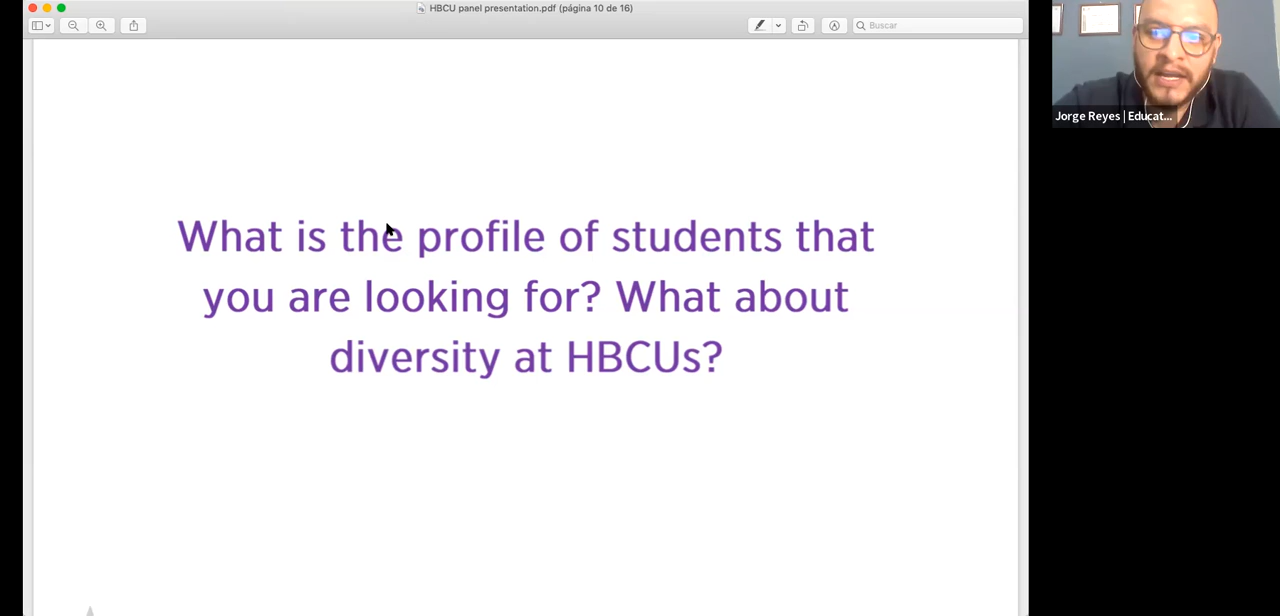 HBCU panel presentation.pdf (página 10 de 16)
Buscar
What is the profile of students that
you are looking for? What about
diversity at HBCUs?
Jorge Reyes | Educat...